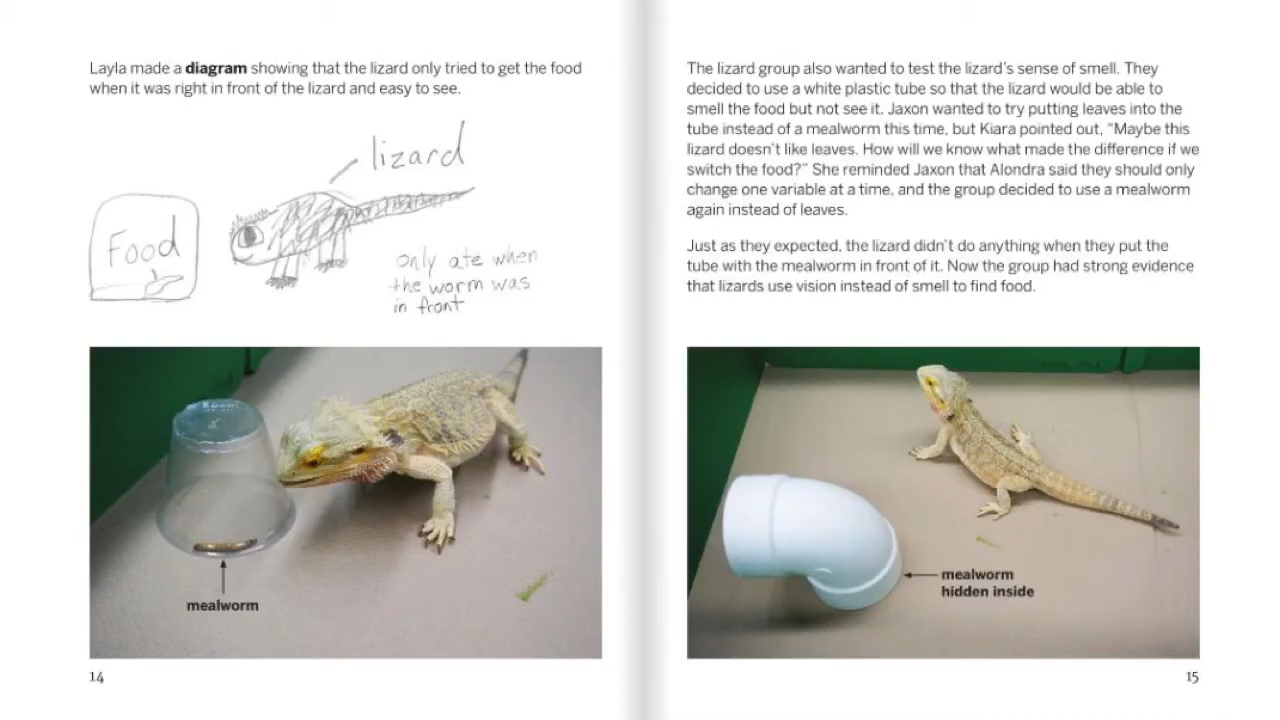 Layla made a diagram showing that the lizard only tried to get the food
when it was right in front of the lizard and easy to see.
lizard
Food
only ate when
the worm was
in front
mealworm
14
The lizard group also wanted to test the lizard's sense of smell. They
decided to use a white plastic tube so that the lizard would be able to
smell the food but not see it. Jaxon wanted to try putting leaves into the
tube instead of a mealworm this time, but Kiara pointed out, “Maybe this
lizard doesn't like leaves. How will we know what made the difference if we
switch the food?” She reminded Jaxon that Alondra said they should only
change one variable at a time, and the group decided to use a mealworm
again instead of leaves.
Just as they expected, the lizard didn't do anything when they put the
tube with the mealworm in front of it. Now the group had strong evidence
that lizards use vision instead of smell to find food.
mealworm
hidden inside
15